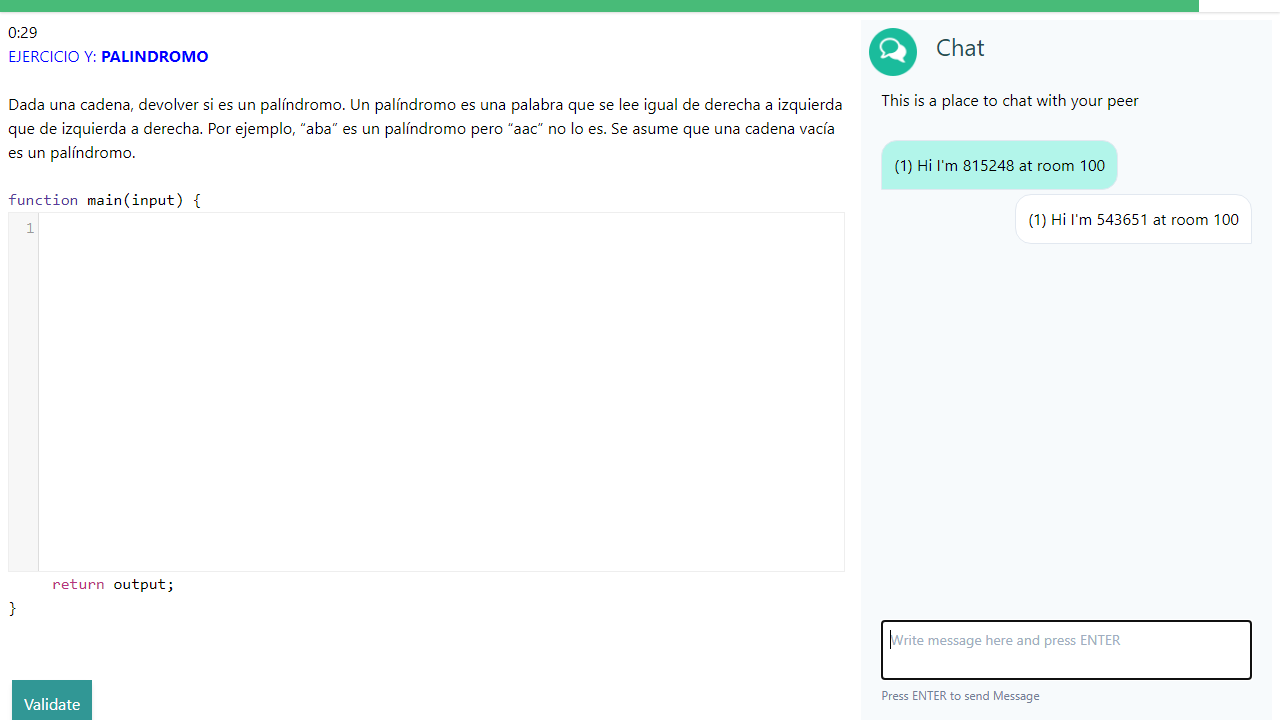 0:29
EJERCICIO Y: PALINDROMO
Dada una cadena, devolver si es un palíndromo. Un palíndromo es una palabra que se lee igual de derecha a izquierda
que de izquierda a derecha. Por ejemplo, “aba” es un palíndromo pero “aac” no lo es. Se asume que una cadena vacía
es un palíndromo.
function main(input) {
1
return output;
}
Validate
Chat
This is a place to chat with your peer
(1) Hi I'm 815248 at room 100
(1) Hi I'm 543651 at room 100
Write message here and press ENTER
Press ENTER to send Message